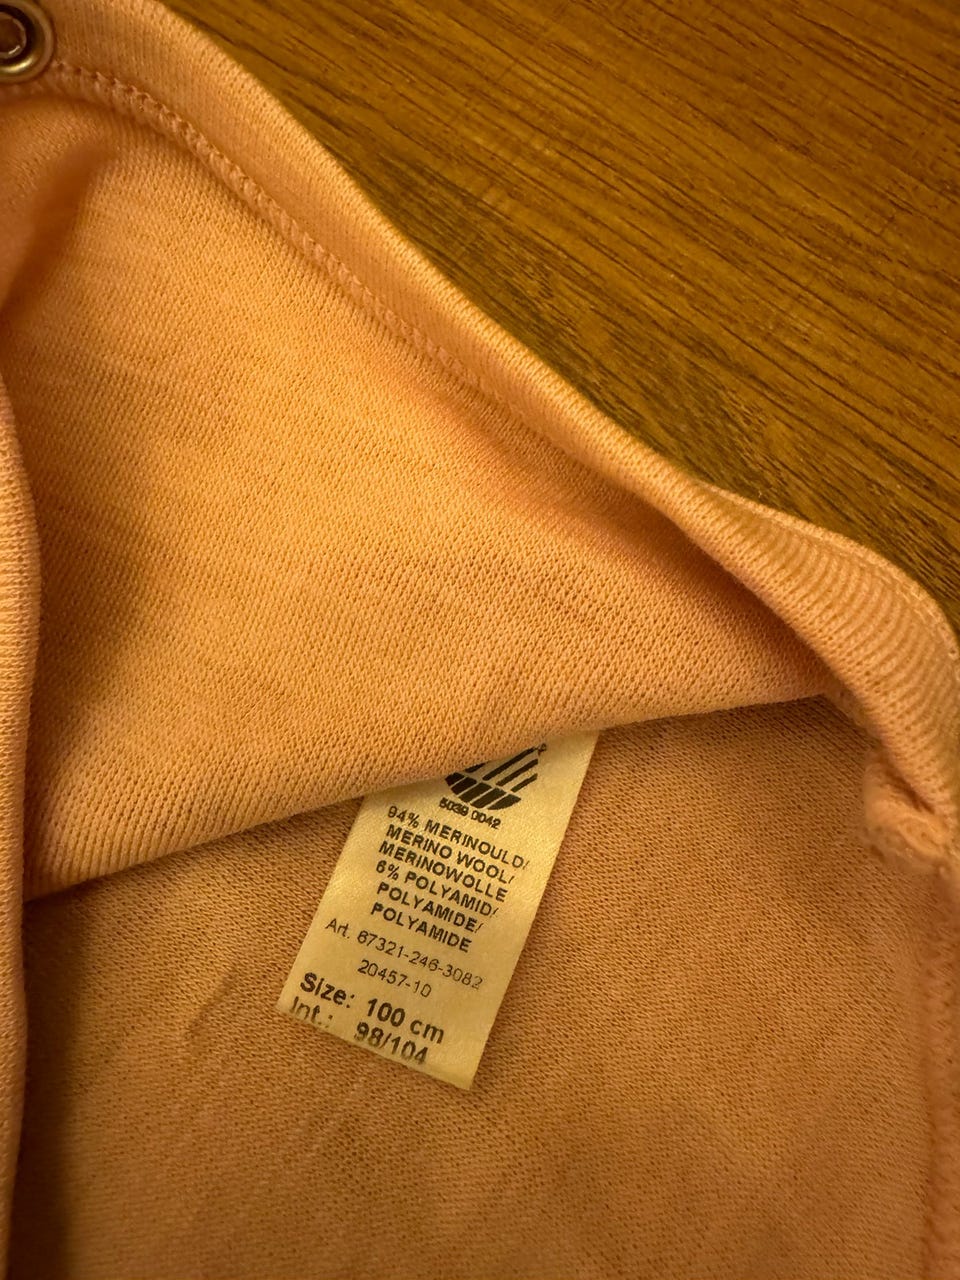 5039 0042
94% MERINOULD/
MERINO WOOL/
MERINOWOLLE
6% POLYAMID/
POLYAMIDE/
POLYAMIDE
Art. 67321-246-3082
20457-10
Size: 100 cm
Int.: 98/104